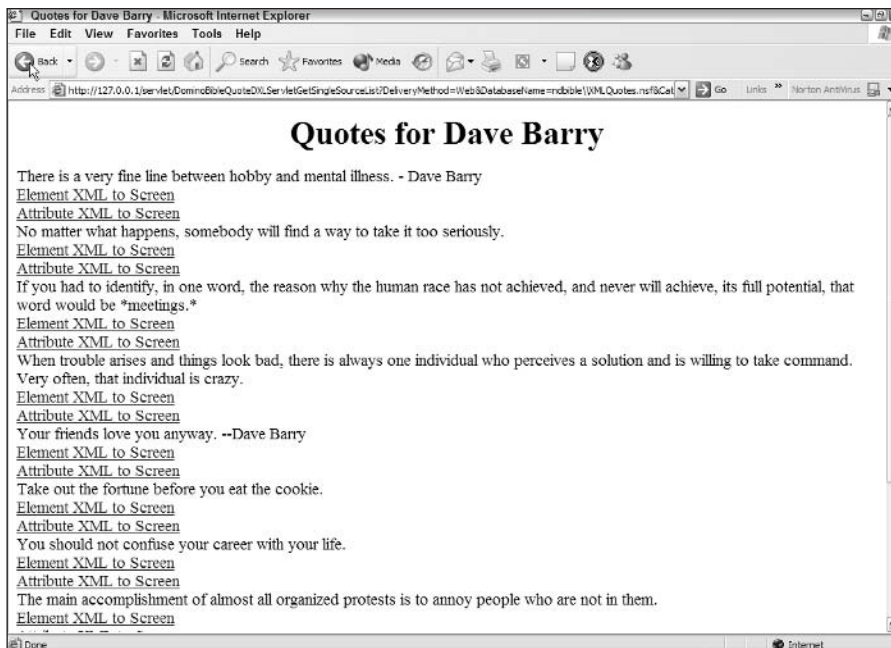 Quotes for Dave Barry - Microsoft Internet Explorer
File Edit View Favorites Tools Help
Back Search Favorites Media
Address http://127.0.0.1/servlet/DominoBibleQuoteDXLServletGetSingleSourceList?DeliveryMethod=Web&DatabaseName=ndbible\\XMLQuotes.nsf&Cat Go Links » Norton AntiVirus
Quotes for Dave Barry
There is a very fine line between hobby and mental illness. - Dave Barry
Element XML to Screen
Attribute XML to Screen
No matter what happens, somebody will find a way to take it too seriously.
Element XML to Screen
Attribute XML to Screen
If you had to identify, in one word, the reason why the human race has not achieved, and never will achieve, its full potential, that
word would be *meetings.*
Element XML to Screen
Attribute XML to Screen
When trouble arises and things look bad, there is always one individual who perceives a solution and is willing to take command.
Very often, that individual is crazy.
Element XML to Screen
Attribute XML to Screen
Your friends love you anyway. --Dave Barry
Element XML to Screen
Attribute XML to Screen
Take out the fortune before you eat the cookie.
Element XML to Screen
Attribute XML to Screen
You should not confuse your career with your life.
Element XML to Screen
Attribute XML to Screen
The main accomplishment of almost all organized protests is to annoy people who are not in them.
Element XML to Screen
Done Internet